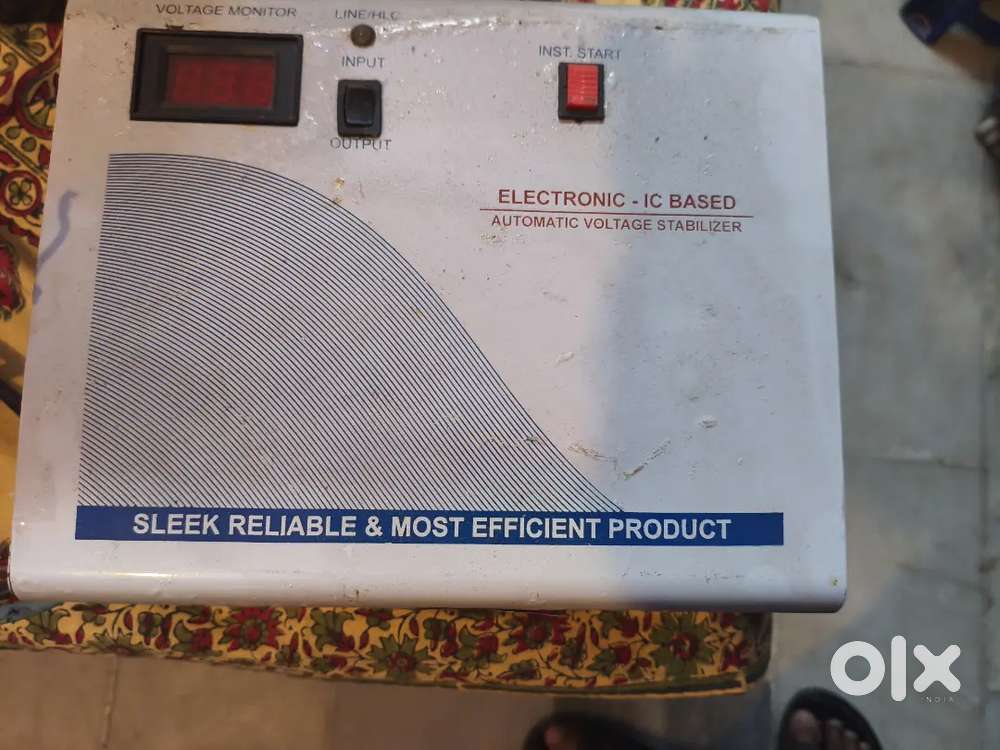 VOLTAGE MONITOR
LINE/HLC
INPUT
OUTPUT
INST. START
ELECTRONIC - IC BASED
AUTOMATIC VOLTAGE STABILIZER
SLEEK RELIABLE & MOST EFFICIENT PRODUCT
olx
INDIA